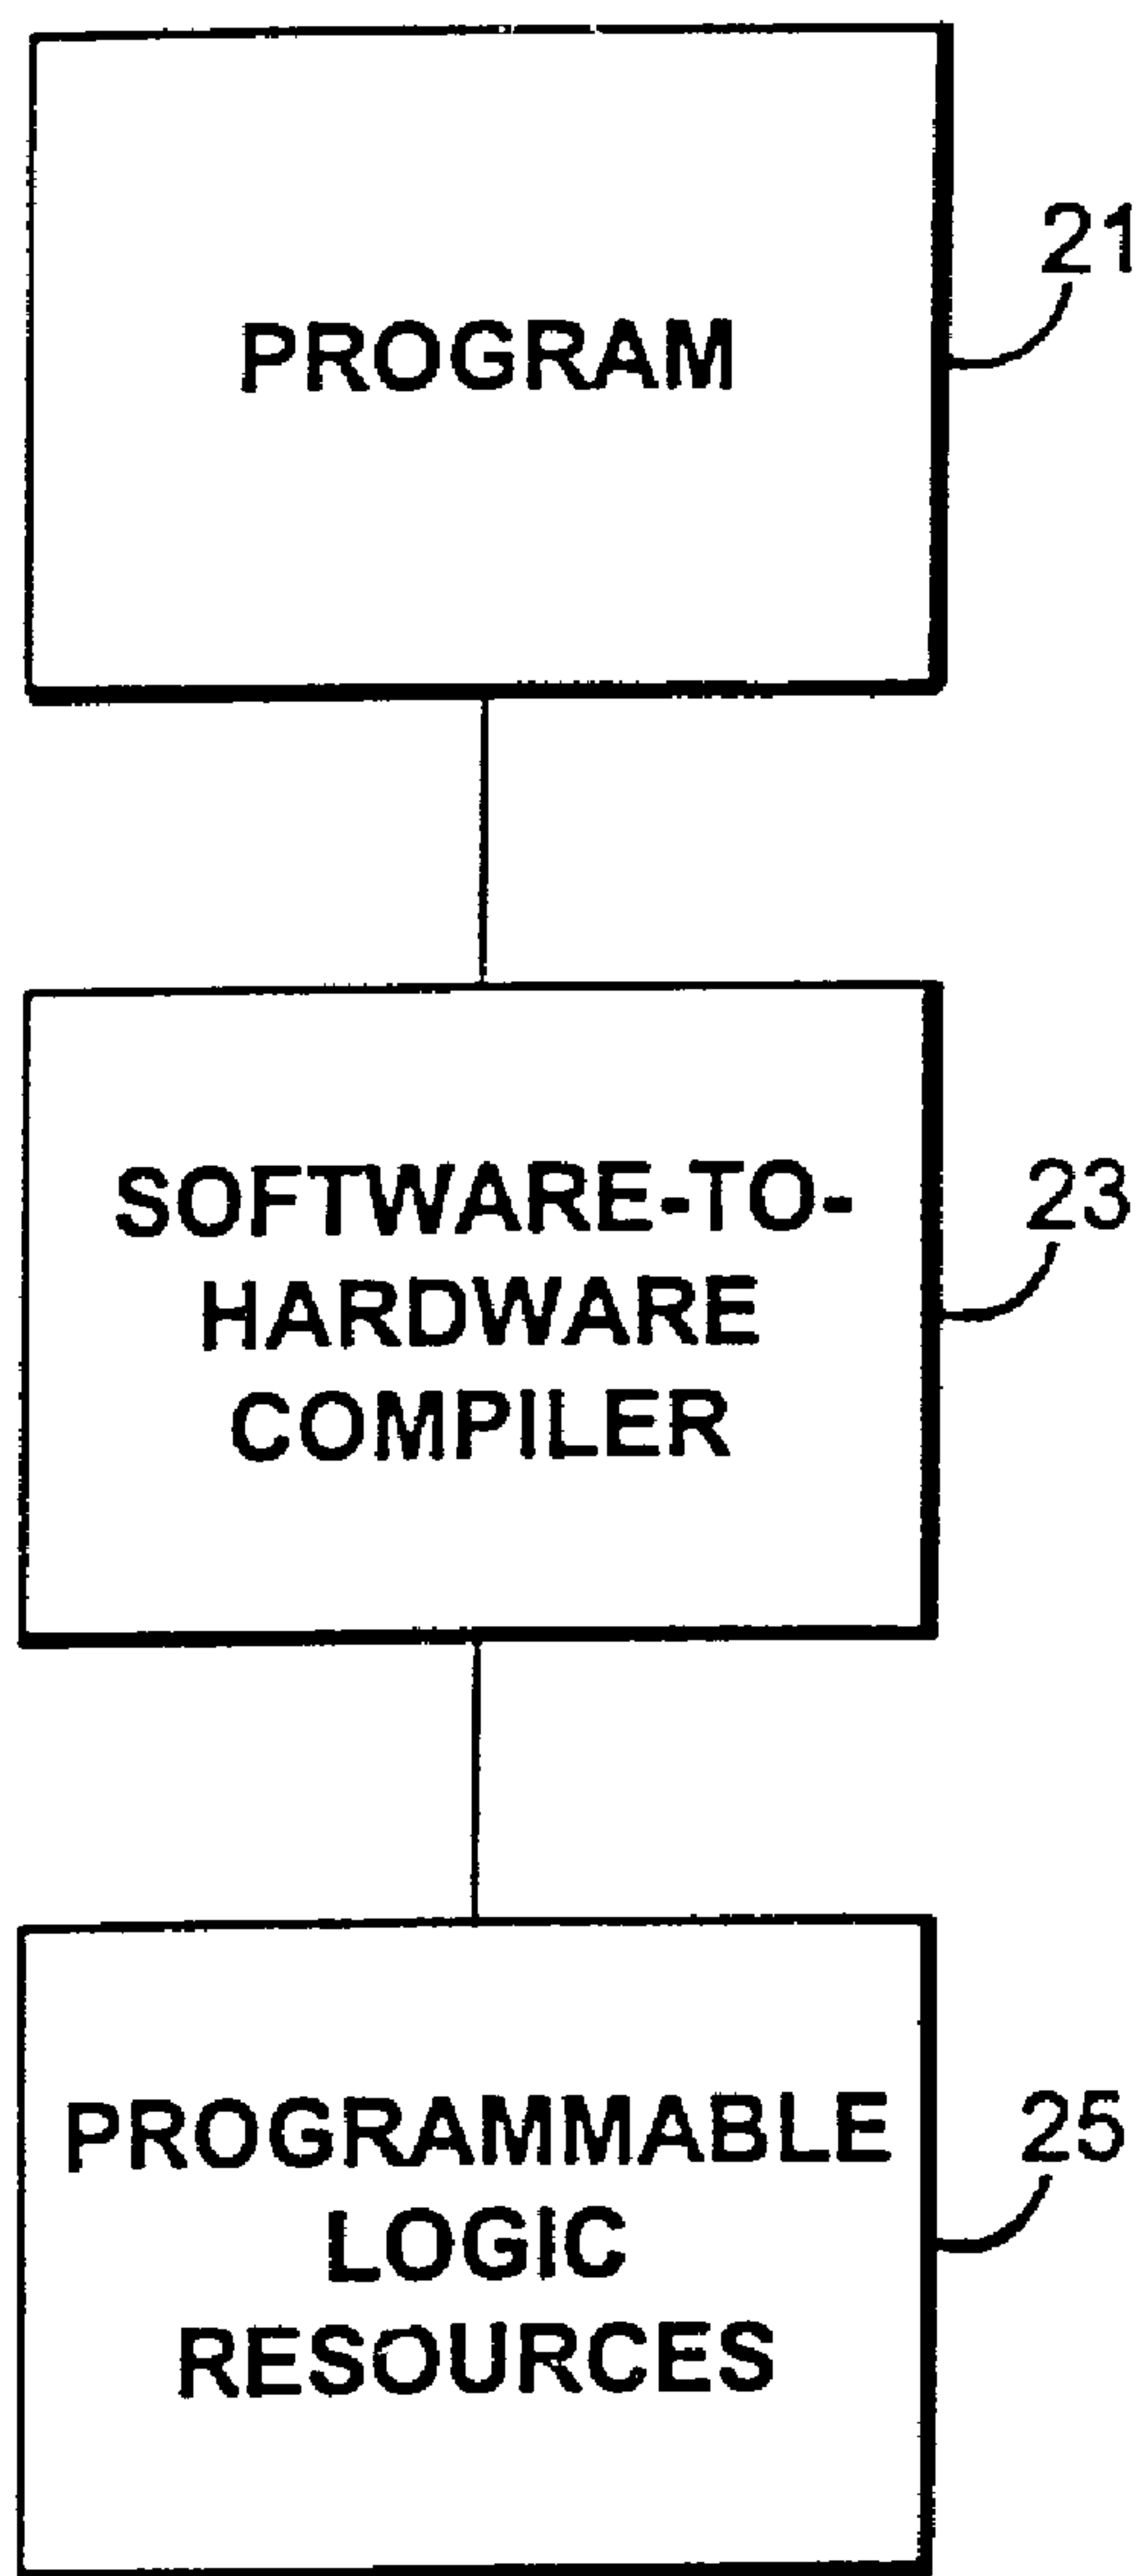 PROGRAM
21
SOFTWARE-TO-
HARDWARE
COMPILER
23
PROGRAMMABLE
LOGIC
RESOURCES
25